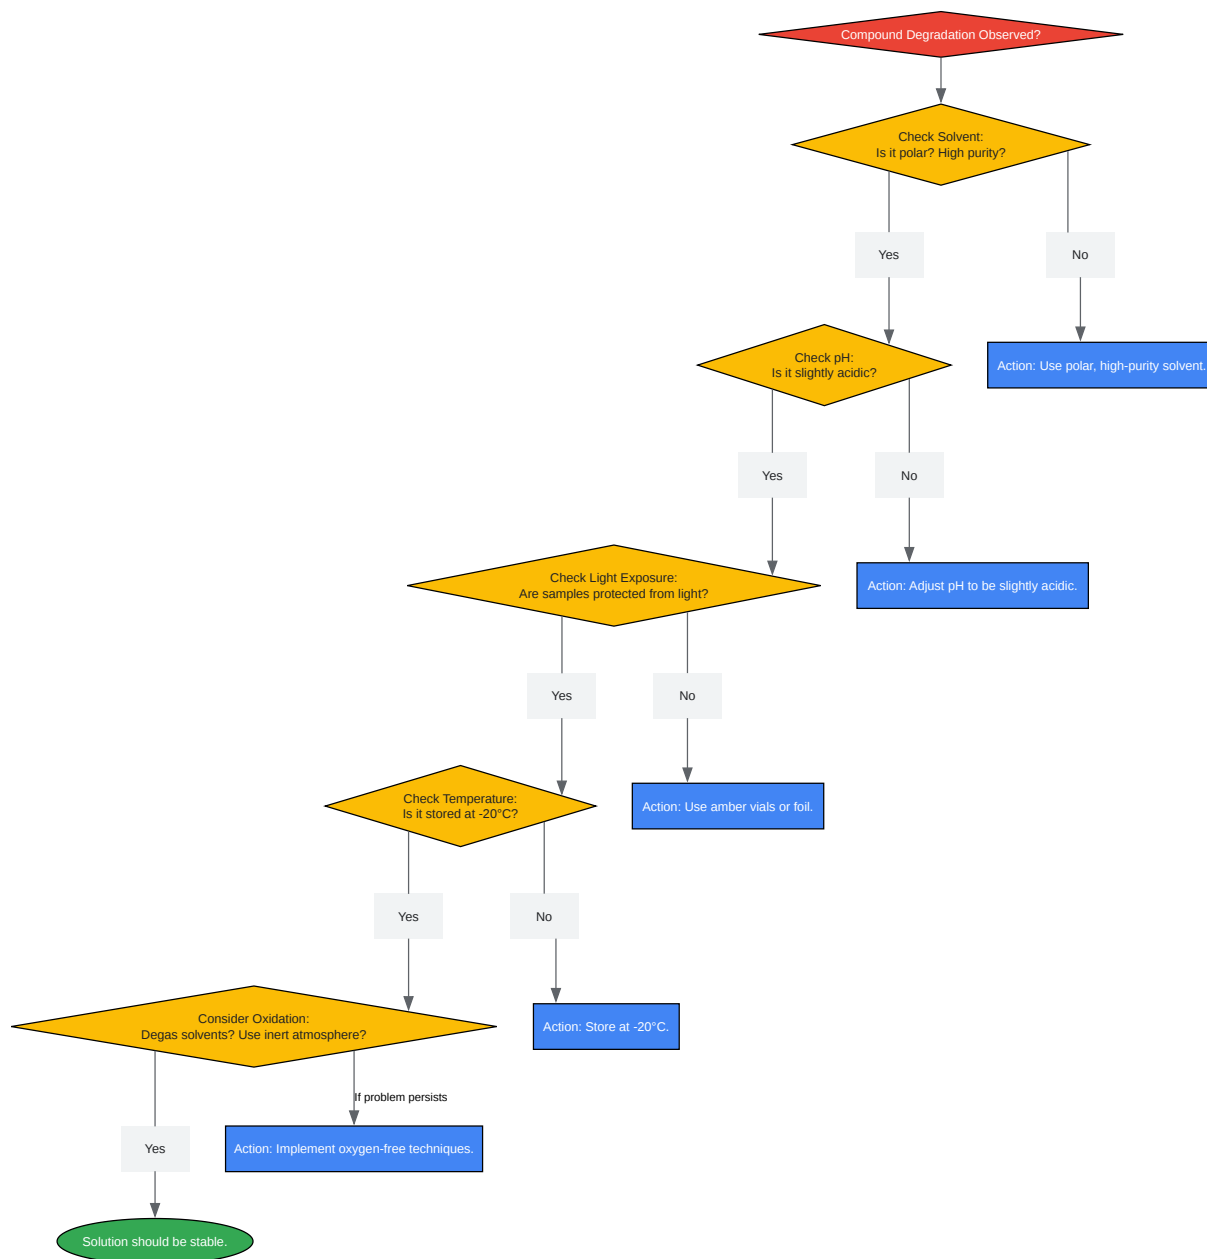 Compound Degradation Observed?
Check Solvent:
Is it polar? High purity?
Yes
No
Check pH:
Is it slightly acidic?
Action: Use polar, high-purity solvent.
Yes
No
Check Light Exposure:
Are samples protected from light?
Action: Adjust pH to be slightly acidic.
Yes
No
Check Temperature:
Is it stored at -20°C?
Action: Use amber vials or foil.
Yes
No
Consider Oxidation:
Degas solvents? Use inert atmosphere?
Action: Store at -20°C.
If problem persists
Yes
Action: Implement oxygen-free techniques.
Solution should be stable.